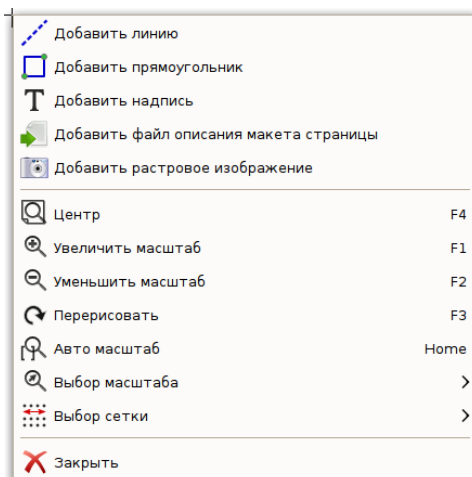 Добавить линию
Добавить прямоугольник
Добавить надпись
Добавить файл описания макета страницы
Добавить растровое изображение
Центр F4
Увеличить масштаб F1
Уменьшить масштаб F2
Перерисовать F3
Авто масштаб Home
Выбор масштаба
Выбор сетки
Закрыть